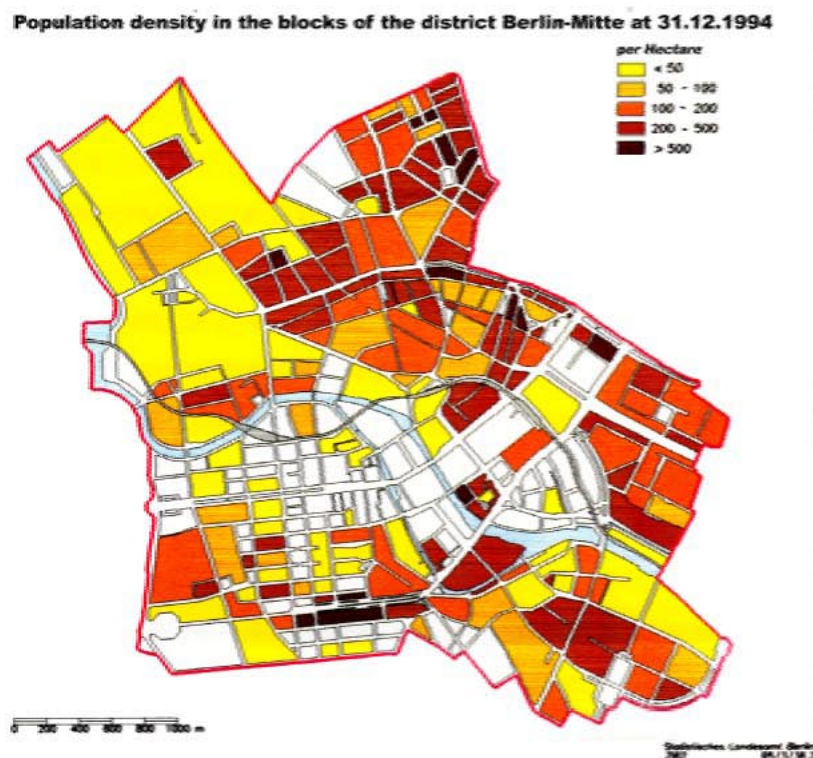 Population density in the blocks of the district Berlin-Mitte at 31.12.1994
per Hectare
< 50
50 - 100
100 - 200
200 - 500
> 500
0 200 400 600 800 1000 m
Statistisches Landesamt Berlin